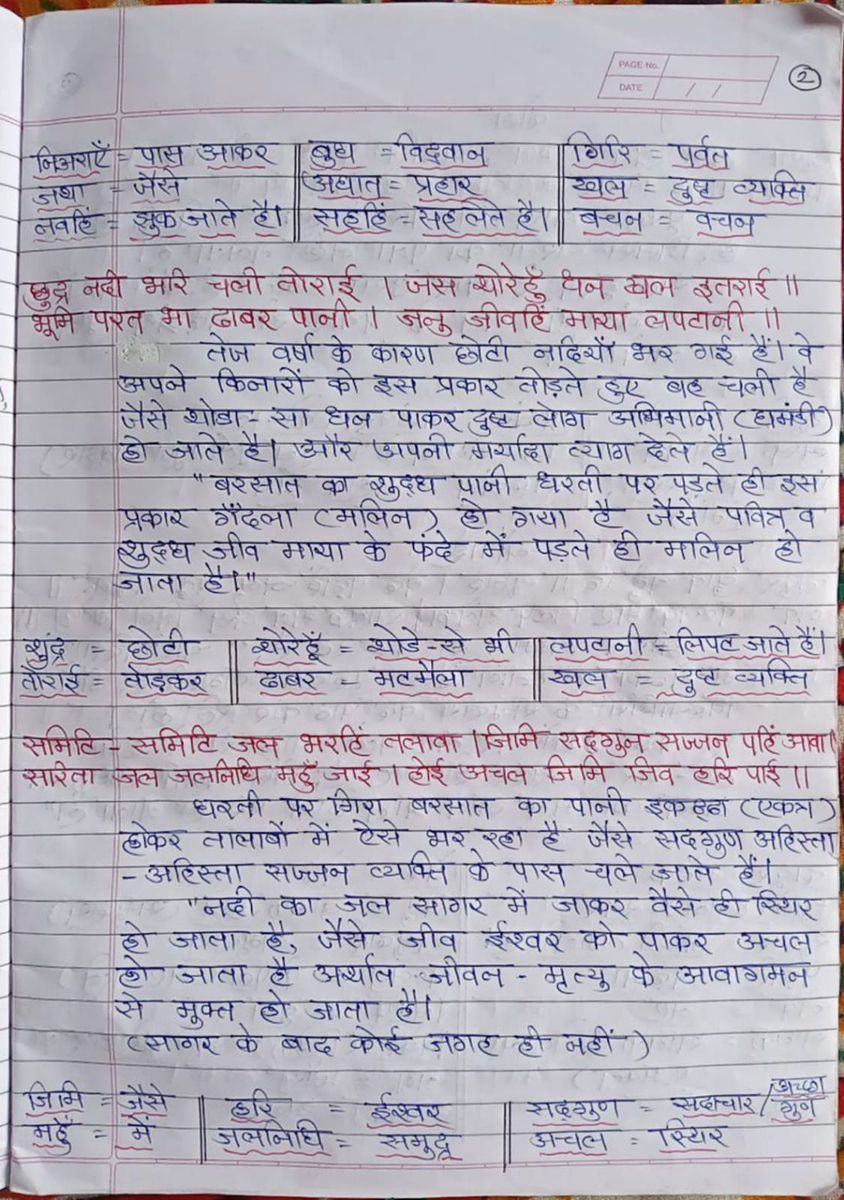 PAGE No.
DATE / /
2
निअराएँ = पास आकर || बुध = विद्वान || गिरि = पर्वत
जथा = जैसे || अघात = प्रहार || खल = दुष्ट व्यक्ति
नवहिं = झुक जाते है। || सहहिं = सहलेते है। || बचन = वचन
छुद्र नदी भरि चली तोराई । जस थोरेहुँ धन खल इतराई ॥
भूमि परत भा ढाबर पानी । जनु जीवहिं माया लपटानी ॥
तेज वर्षा के कारण छोटी नदियाँ भर गई हैं। वे
अपने किनारों को इस प्रकार तोड़ते हुए बह चली है
जैसे थोडा-सा धन पाकर दुष्ट लोग अभिमानी (घमंडी)
हो जाते है। और अपनी मर्यादा त्याग देते हैं।
"बरसात का शुद्ध पानी धरती पर पड़ते ही इस
प्रकार गँदला (मलिन) हो गया है जैसे पवित्र व
शुद्ध जीव माया के फंदे में पड़ते ही मलिन हो
जाता है।"
शुंद्र = छोटी || थोरेहूँ = थोडे-से भी || लपटानी = लिपट जाते हैं।
तोराई = तोड़कर || ढाबर = मटमैला || खल = दुष्ट व्यक्ति
समिटि-समिटि जल भरहिं तलावा । जिमि सद्गुन सज्जन पहिं आवा।
सरिता जल जलनिधि महुँ जाई । होई अचल जिमि जिव हरि पाई ॥
धरती पर गिरा बरसात का पानी इकट्ठा (एकत्र)
होकर तालाबों में ऐसे भर रहा है जैसे सदगुण अहिस्ता
-अहिस्ता सज्जन व्यक्ति के पास चले जाते हैं।
"नदी का जल सागर में जाकर वैसे ही स्थिर
हो जाता है, जैसे जीव ईश्वर को पाकर अचल
हो जाता है अर्थात जीवन-मृत्यु के आवागमन
से मुक्त हो जाता है।
(सागर के बाद कोई जगह ही नहीं)
जिमि = जैसे || हरि = ईश्वर || सद्गुण = सदाचार/अच्छा गुन
महुँ = में || जलनिधि = समुद्र || अचल = स्थिर